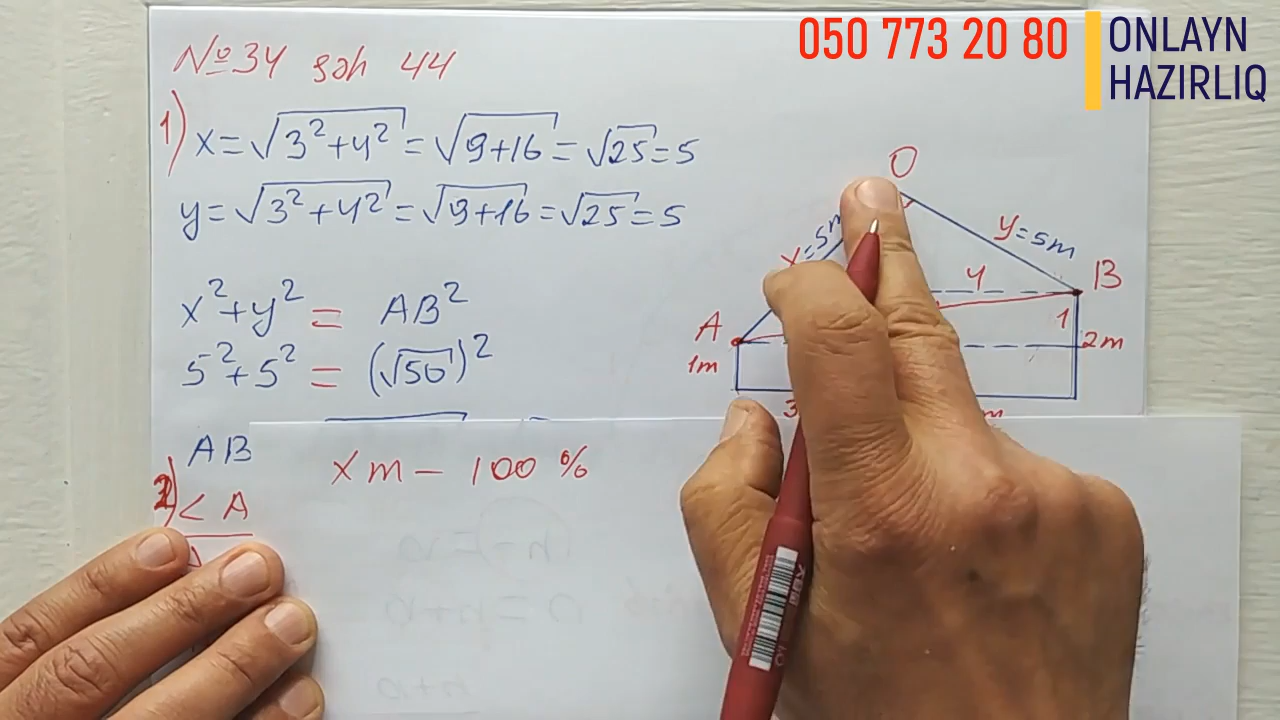 050 773 20 80
ONLAYN
HAZIRLIQ
№34 səh 44
1) x=√3²+4² = √9+16 = √25 = 5
y=√3²+4² = √9+16 = √25 = 5
x²+y² = AB²
5²+5² = (√50)²
AB
2) < A
x m – 100 %
O
y=5m
x=5m
4
B
A
1
2m
1m
3
m